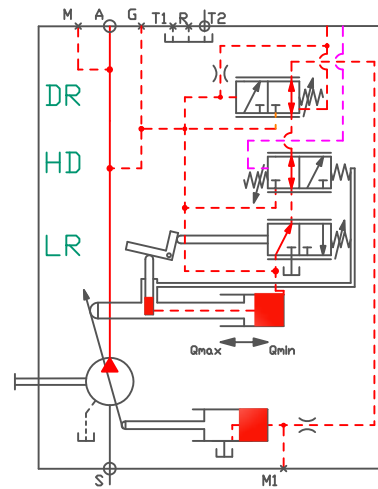 M A G T1 R T2
DR
HD
LR
Qmax Qmin
S M1